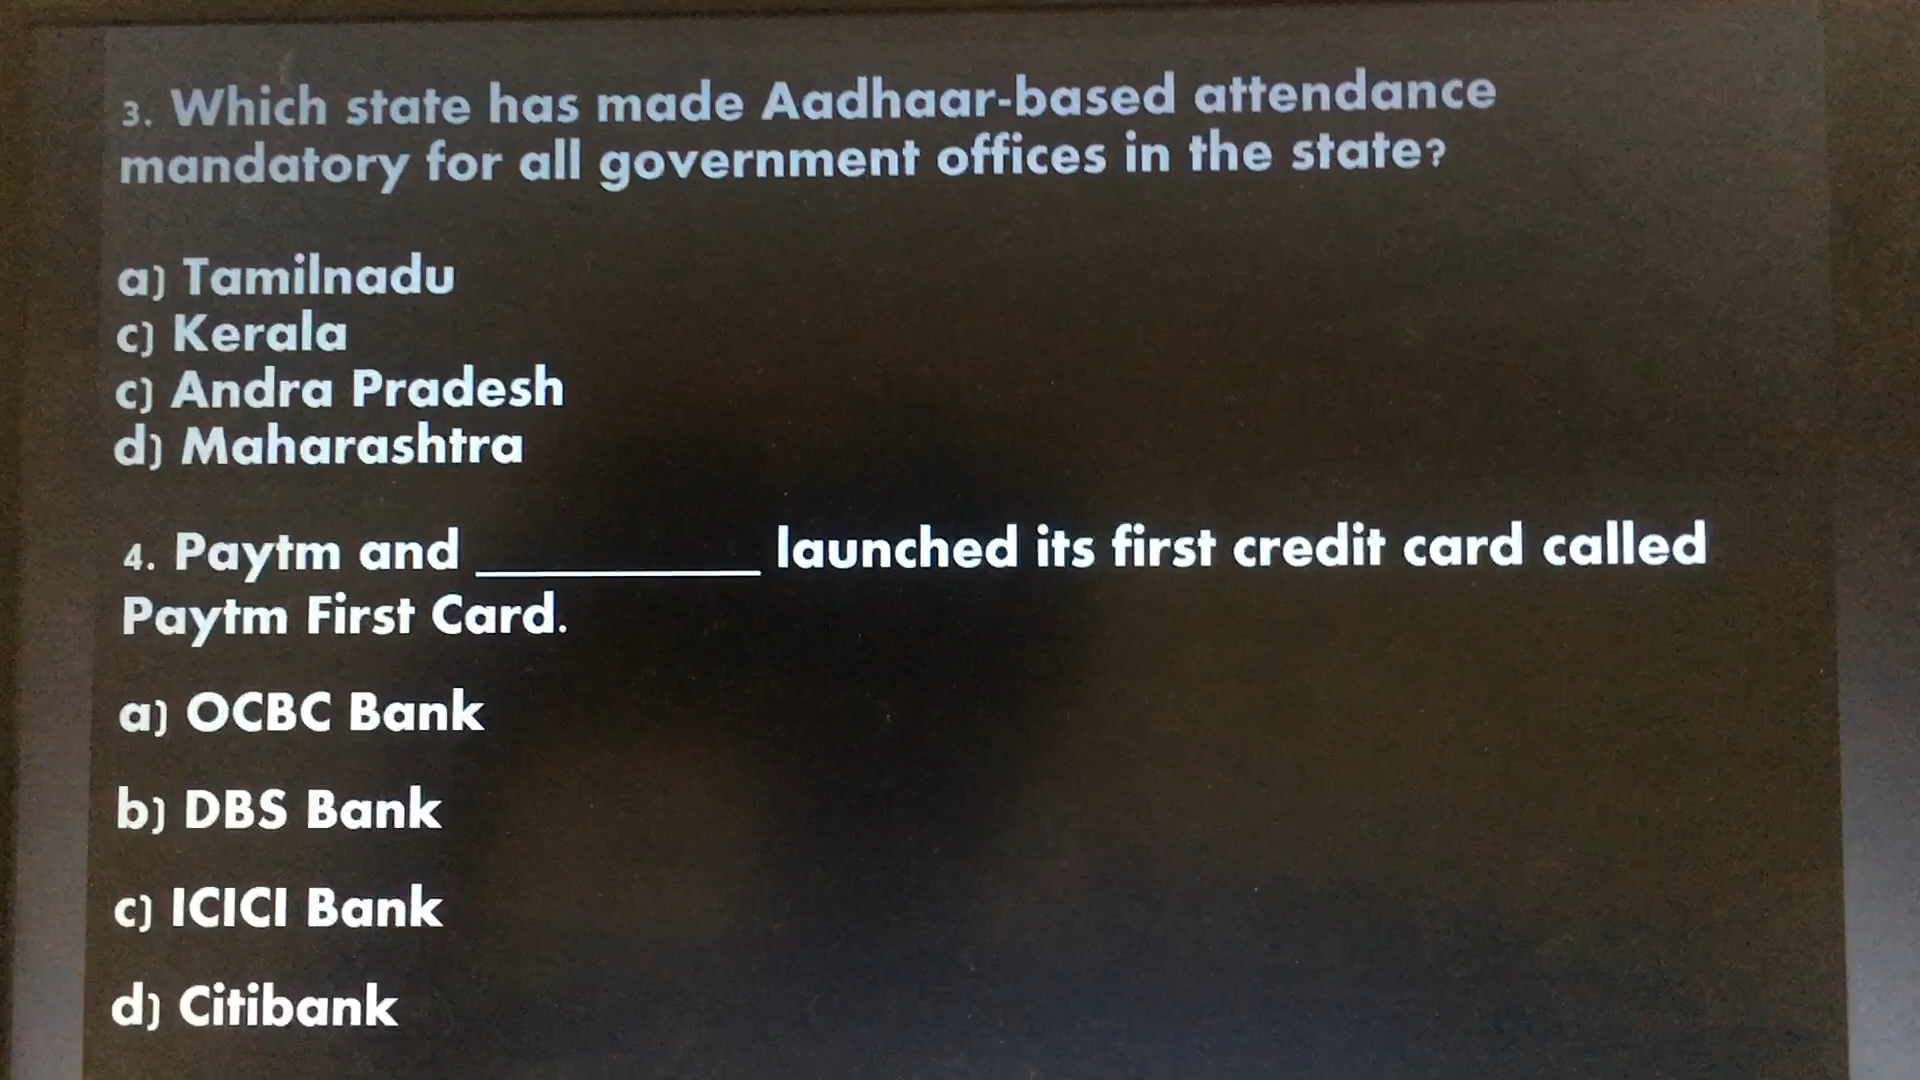 3. Which state has made Aadhaar-based attendance
mandatory for all government offices in the state?
a) Tamilnadu
c) Kerala
c) Andra Pradesh
d) Maharashtra
4. Paytm and __________ launched its first credit card called
Paytm First Card.
a) OCBC Bank
b) DBS Bank
c) ICICI Bank
d) Citibank